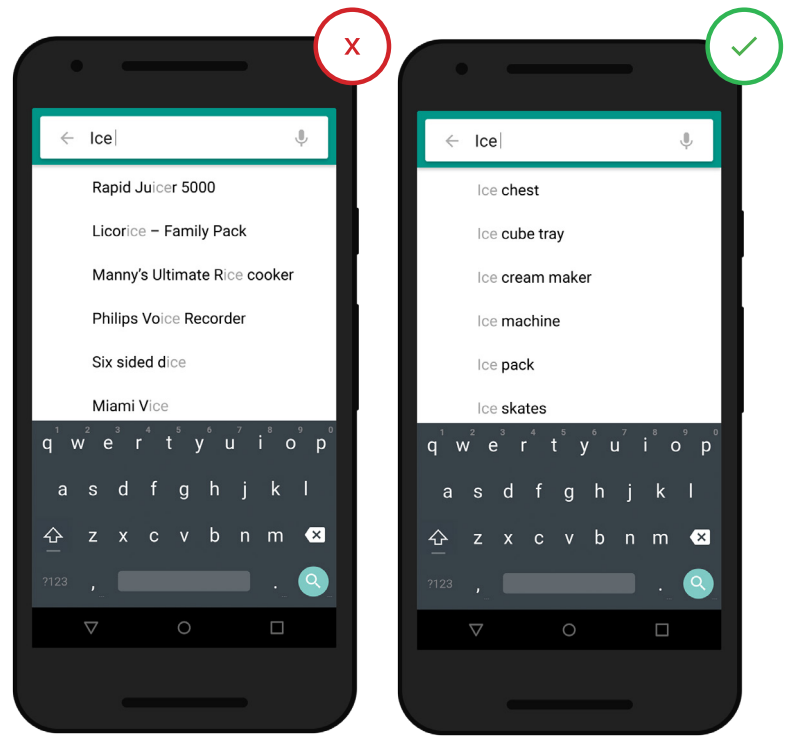 X
Ice
Rapid Juicer 5000
Licorice – Family Pack
Manny's Ultimate Rice cooker
Philips Voice Recorder
Six sided dice
Miami Vice
1 2 3 4 5 6 7 8 9 0
q w e r t y u i o p
a s d f g h j k l
z x c v b n m
?123 , .
Ice
Ice chest
Ice cube tray
Ice cream maker
Ice machine
Ice pack
Ice skates
1 2 3 4 5 6 7 8 9 0
q w e r t y u i o p
a s d f g h j k l
z x c v b n m
?123 , .